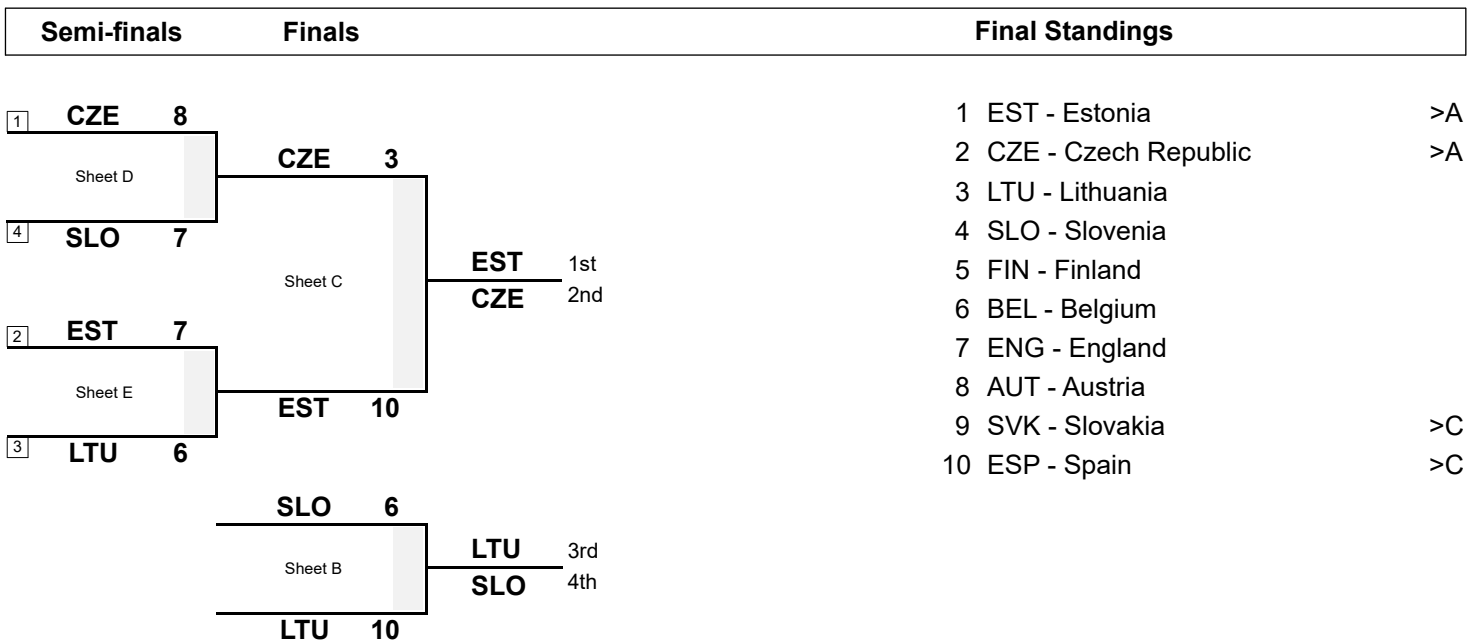 Semi-finals Finals Final Standings
1 CZE 8
Sheet D
4 SLO 7
2 EST 7
Sheet E
3 LTU 6
CZE 3
Sheet C
EST 10
EST 1st
CZE 2nd
SLO 6
Sheet B
LTU 10
LTU 3rd
SLO 4th
1 EST - Estonia >A
2 CZE - Czech Republic >A
3 LTU - Lithuania
4 SLO - Slovenia
5 FIN - Finland
6 BEL - Belgium
7 ENG - England
8 AUT - Austria
9 SVK - Slovakia >C
10 ESP - Spain >C